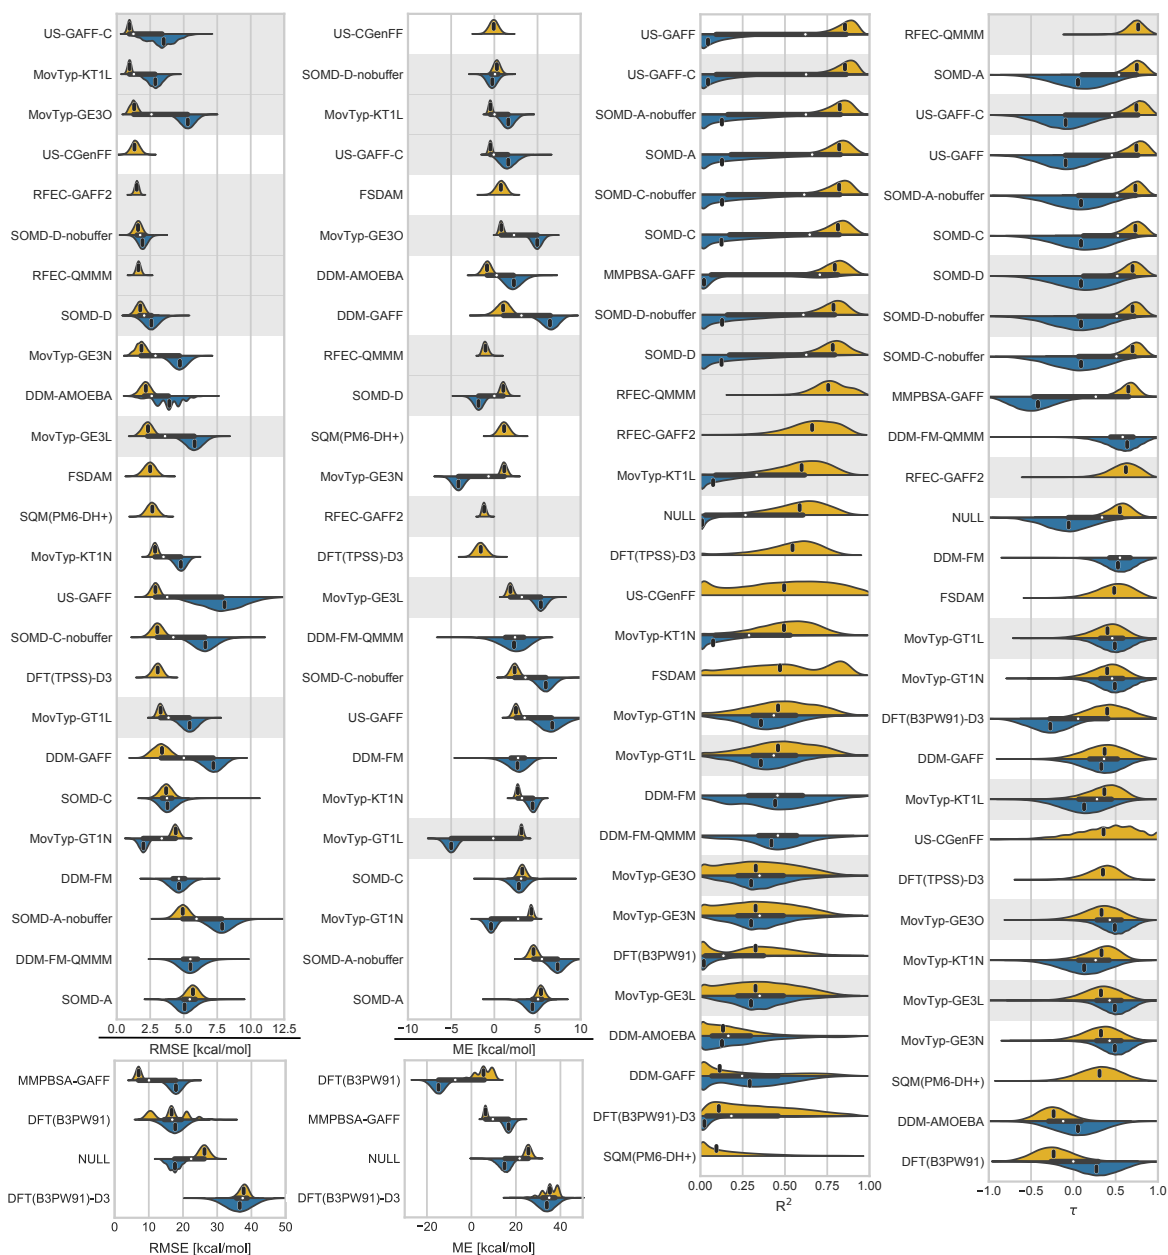 US-GAFF-C
MovTyp-KT1L
MovTyp-GE3O
US-CGenFF
RFEC-GAFF2
SOMD-D-nobuffer
RFEC-QMMM
SOMD-D
MovTyp-GE3N
DDM-AMOEBA
MovTyp-GE3L
FSDAM
SQM(PM6-DH+)
MovTyp-KT1N
US-GAFF
SOMD-C-nobuffer
DFT(TPSS)-D3
MovTyp-GT1L
DDM-GAFF
SOMD-C
MovTyp-GT1N
DDM-FM
SOMD-A-nobuffer
DDM-FM-QMMM
SOMD-A
0.0 2.5 5.0 7.5 10.0 12.5
RMSE [kcal/mol]
MMPBSA-GAFF
DFT(B3PW91)
NULL
DFT(B3PW91)-D3
0 10 20 30 40 50
RMSE [kcal/mol]
US-CGenFF
SOMD-D-nobuffer
MovTyp-KT1L
US-GAFF-C
FSDAM
MovTyp-GE3O
DDM-AMOEBA
DDM-GAFF
RFEC-QMMM
SOMD-D
SQM(PM6-DH+)
MovTyp-GE3N
RFEC-GAFF2
DFT(TPSS)-D3
MovTyp-GE3L
DDM-FM-QMMM
SOMD-C-nobuffer
US-GAFF
DDM-FM
MovTyp-KT1N
MovTyp-GT1L
SOMD-C
MovTyp-GT1N
SOMD-A-nobuffer
SOMD-A
−10 −5 0 5 10
ME [kcal/mol]
DFT(B3PW91)
MMPBSA-GAFF
NULL
DFT(B3PW91)-D3
−20 0 20 40
ME [kcal/mol]
US-GAFF
US-GAFF-C
SOMD-A-nobuffer
SOMD-A
SOMD-C-nobuffer
SOMD-C
MMPBSA-GAFF
SOMD-D-nobuffer
SOMD-D
RFEC-QMMM
RFEC-GAFF2
MovTyp-KT1L
NULL
DFT(TPSS)-D3
US-CGenFF
MovTyp-KT1N
FSDAM
MovTyp-GT1N
MovTyp-GT1L
DDM-FM
DDM-FM-QMMM
MovTyp-GE3O
MovTyp-GE3N
DFT(B3PW91)
MovTyp-GE3L
DDM-AMOEBA
DDM-GAFF
DFT(B3PW91)-D3
SQM(PM6-DH+)
0.00 0.25 0.50 0.75 1.00
R²
RFEC-QMMM
SOMD-A
US-GAFF-C
US-GAFF
SOMD-A-nobuffer
SOMD-C
SOMD-D
SOMD-D-nobuffer
SOMD-C-nobuffer
MMPBSA-GAFF
DDM-FM-QMMM
RFEC-GAFF2
NULL
DDM-FM
FSDAM
MovTyp-GT1L
MovTyp-GT1N
DFT(B3PW91)-D3
DDM-GAFF
MovTyp-KT1L
US-CGenFF
DFT(TPSS)-D3
MovTyp-GE3O
MovTyp-KT1N
MovTyp-GE3L
MovTyp-GE3N
SQM(PM6-DH+)
DDM-AMOEBA
DFT(B3PW91)
−1.0 −0.5 0.0 0.5 1.0
τ